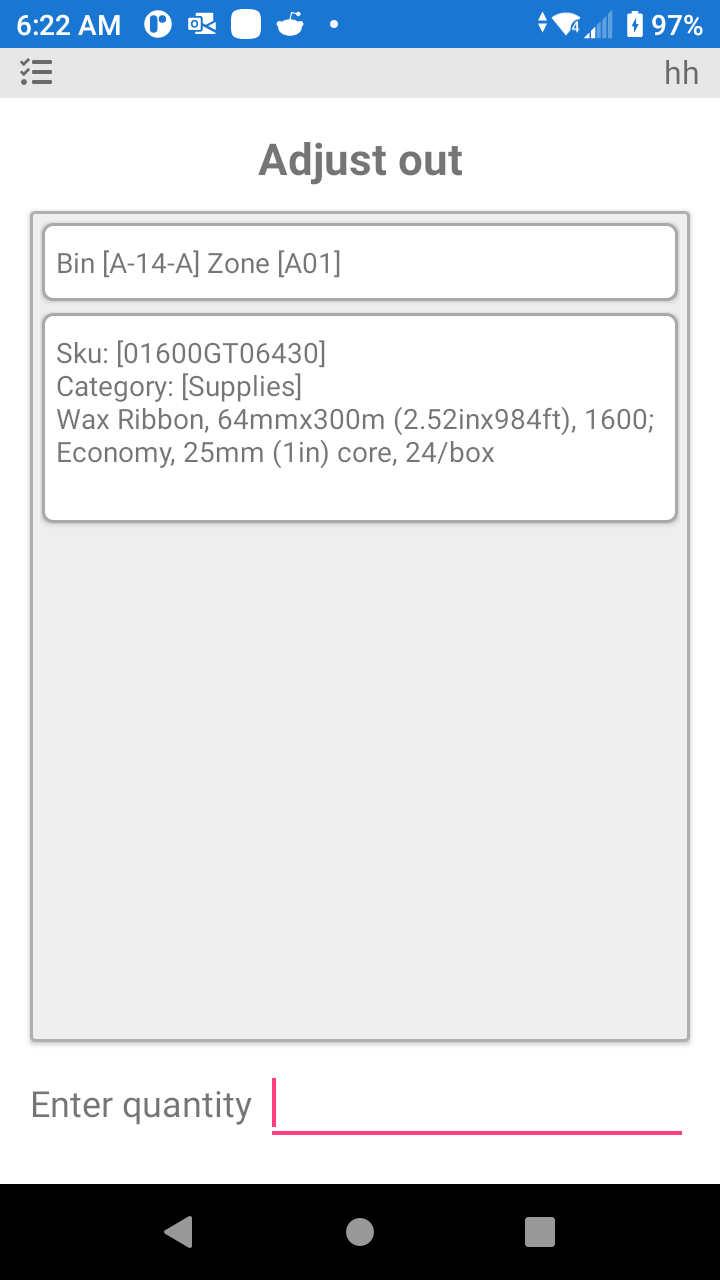 6:22 AM
4
97%
hh
Adjust out
Bin [A-14-A] Zone [A01]
Sku: [01600GT06430]
Category: [Supplies]
Wax Ribbon, 64mmx300m (2.52inx984ft), 1600;
Economy, 25mm (1in) core, 24/box
Enter quantity